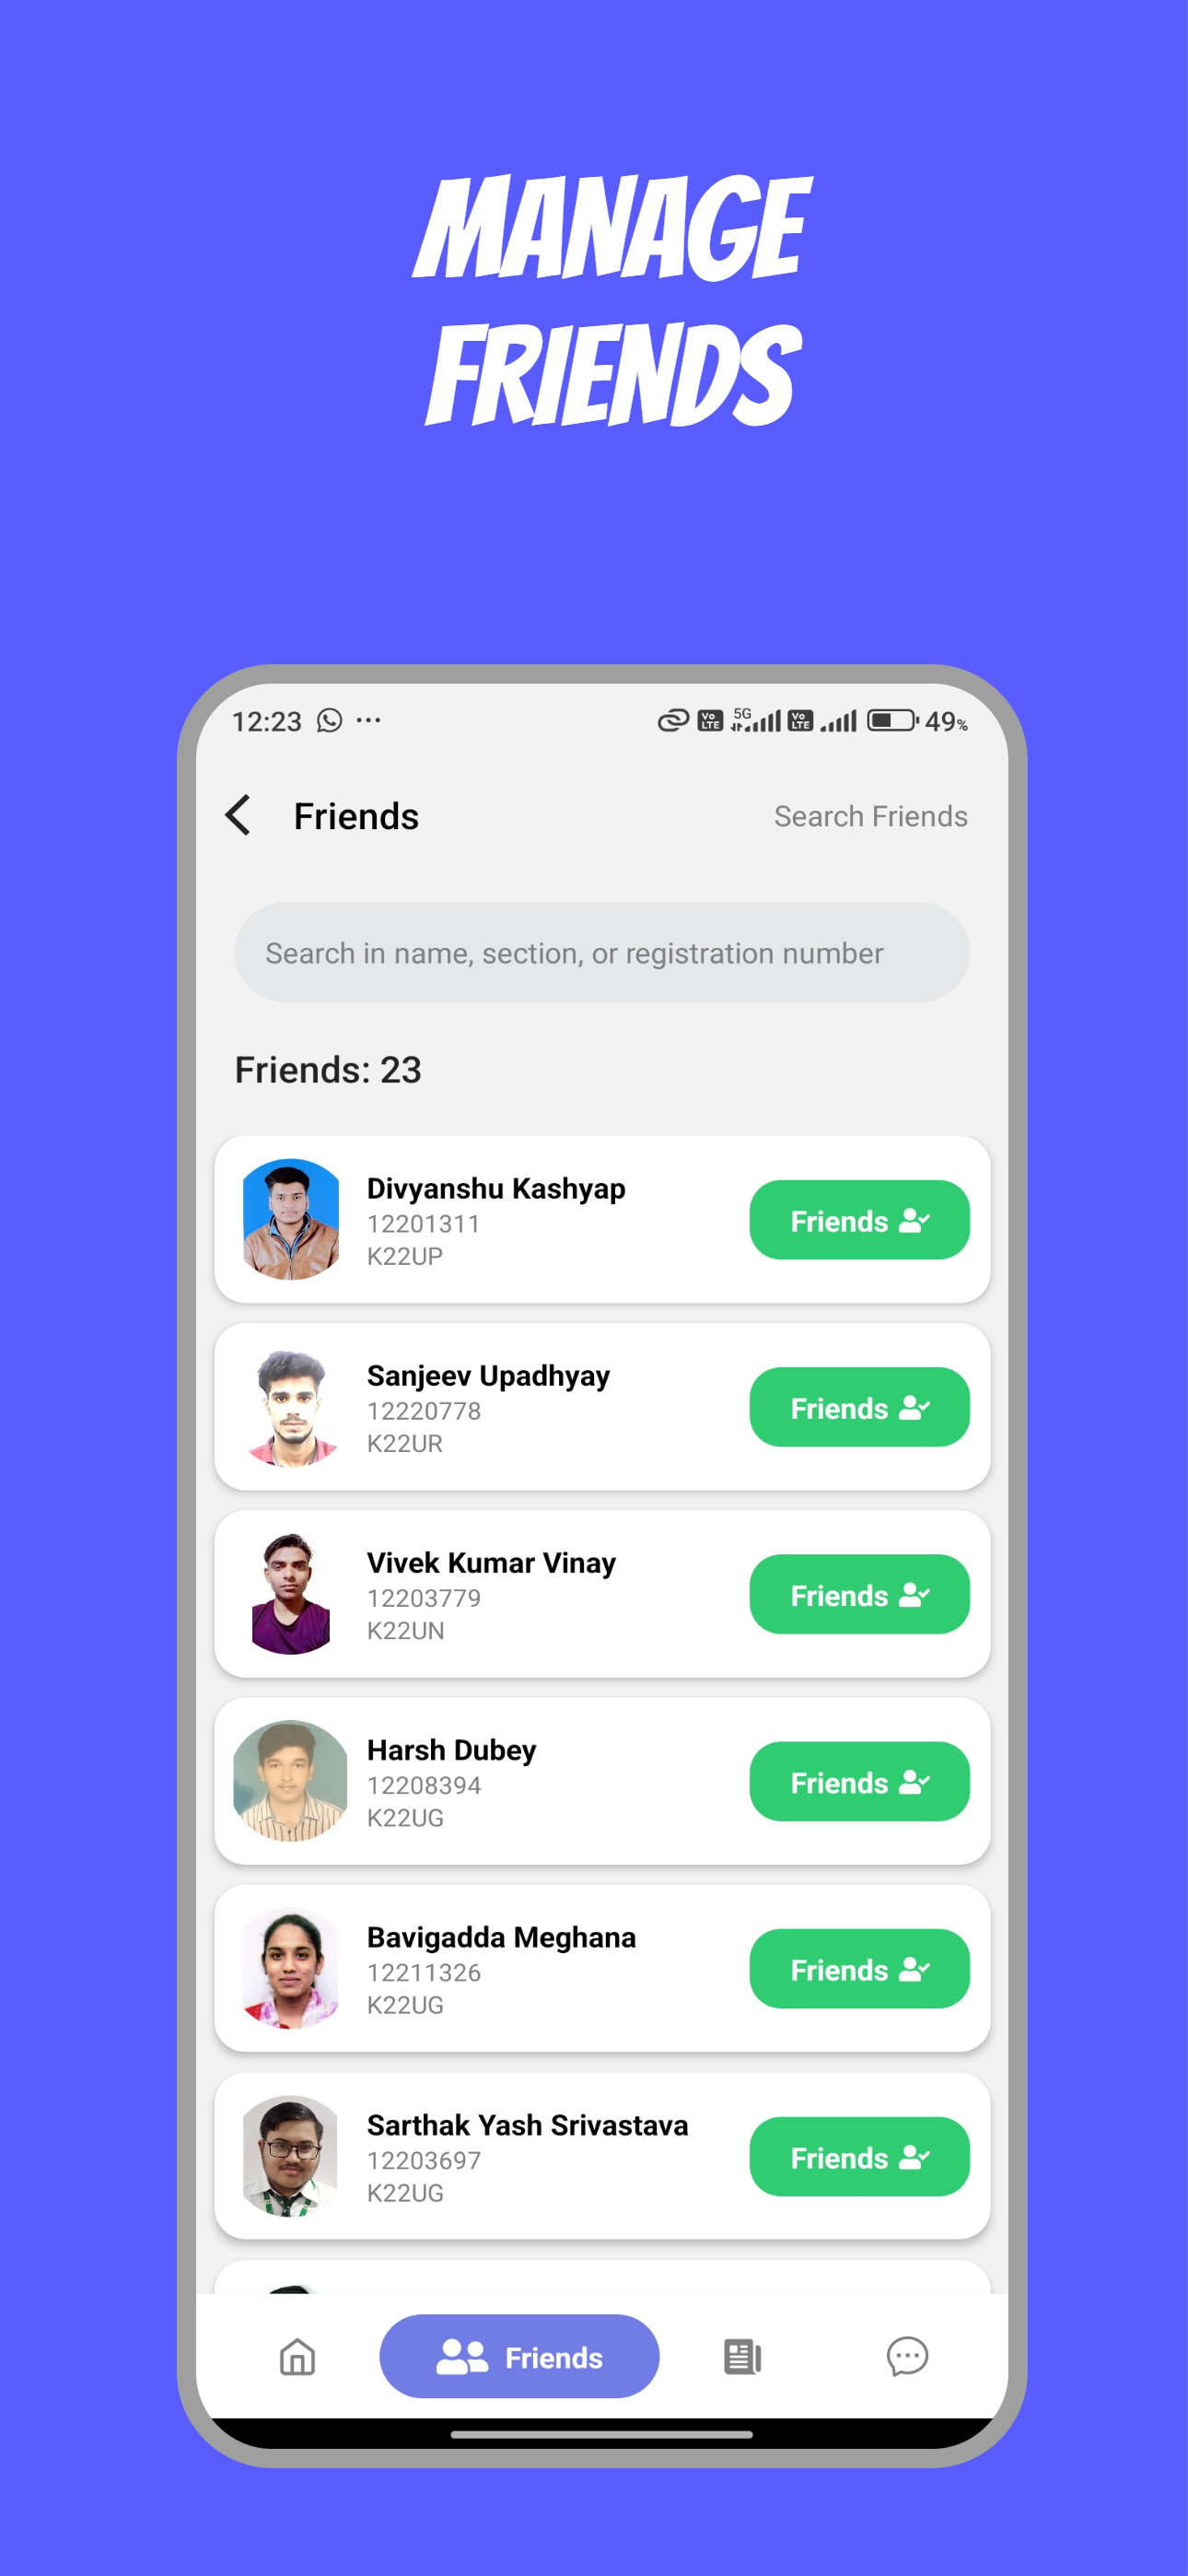 MANAGE
FRIENDS
12:23 ... Vo LTE 5G Vo LTE 49%
Friends Search Friends
Search in name, section, or registration number
Friends: 23
Divyanshu Kashyap
12201311
K22UP
Friends
Sanjeev Upadhyay
12220778
K22UR
Friends
Vivek Kumar Vinay
12203779
K22UN
Friends
Harsh Dubey
12208394
K22UG
Friends
Bavigadda Meghana
12211326
K22UG
Friends
Sarthak Yash Srivastava
12203697
K22UG
Friends
Friends